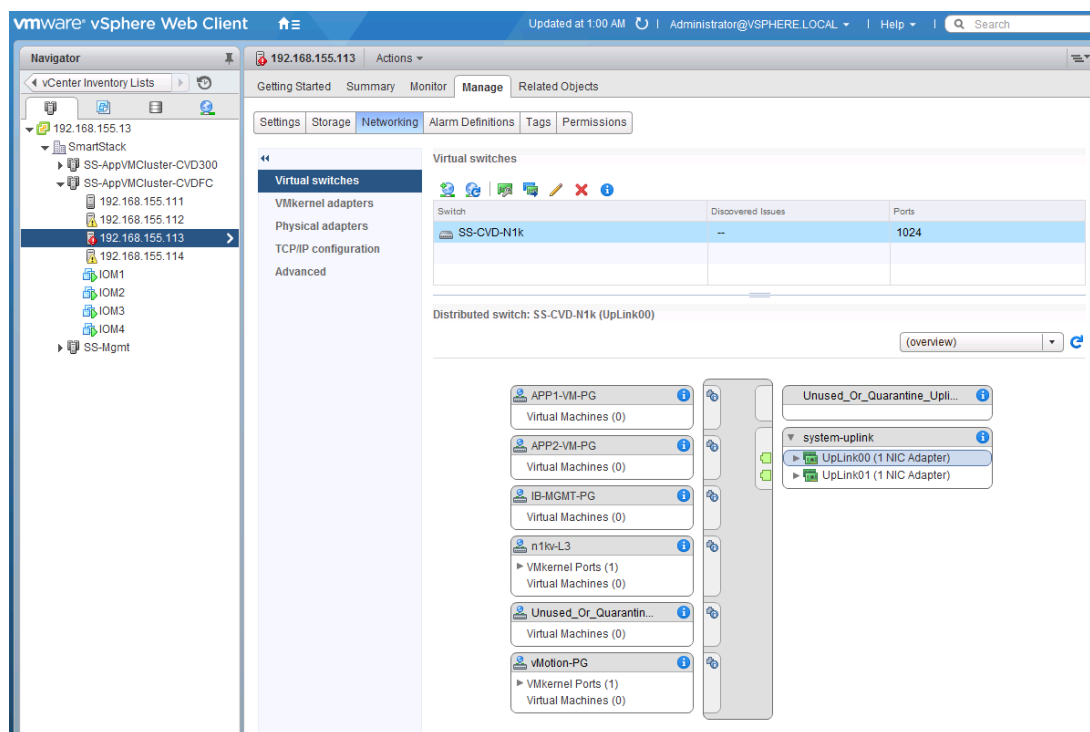 vmware® vSphere Web Client
Updated at 1:00 AM
Administrator@VSPHERE.LOCAL
Help
Search
Navigator
vCenter Inventory Lists
192.168.155.13
SmartStack
SS-AppVMCluster-CVD300
SS-AppVMCluster-CVDFC
192.168.155.111
192.168.155.112
192.168.155.113
192.168.155.114
IOM1
IOM2
IOM3
IOM4
SS-Mgmt
192.168.155.113 Actions
Getting Started Summary Monitor Manage Related Objects
Settings Storage Networking Alarm Definitions Tags Permissions
Virtual switches
VMkernel adapters
Physical adapters
TCP/IP configuration
Advanced
Virtual switches
Switch Discovered Issues Ports
SS-CVD-N1k -- 1024
Distributed switch: SS-CVD-N1k (UpLink00)
(overview)
APP1-VM-PG
Virtual Machines (0)
APP2-VM-PG
Virtual Machines (0)
IB-MGMT-PG
Virtual Machines (0)
n1kv-L3
VMkernel Ports (1)
Virtual Machines (0)
Unused_Or_Quarantin...
Virtual Machines (0)
vMotion-PG
VMkernel Ports (1)
Virtual Machines (0)
Unused_Or_Quarantine_Upli...
system-uplink
UpLink00 (1 NIC Adapter)
UpLink01 (1 NIC Adapter)